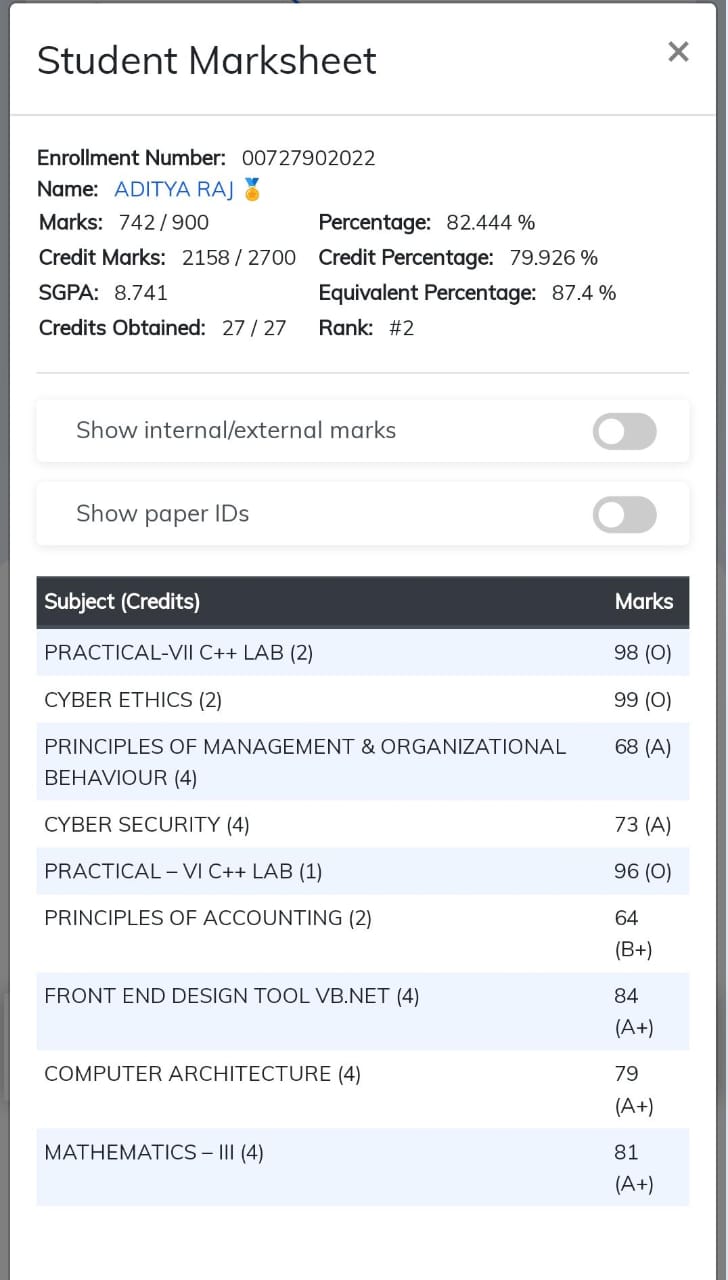 Student Marksheet ×
Enrollment Number: 00727902022
Name: ADITYA RAJ 🏅
Marks: 742 / 900 Percentage: 82.444 %
Credit Marks: 2158 / 2700 Credit Percentage: 79.926 %
SGPA: 8.741 Equivalent Percentage: 87.4 %
Credits Obtained: 27 / 27 Rank: #2
Show internal/external marks
Show paper IDs
Subject (Credits) Marks
PRACTICAL-VII C++ LAB (2) 98 (O)
CYBER ETHICS (2) 99 (O)
PRINCIPLES OF MANAGEMENT & ORGANIZATIONAL 68 (A)
BEHAVIOUR (4)
CYBER SECURITY (4) 73 (A)
PRACTICAL – VI C++ LAB (1) 96 (O)
PRINCIPLES OF ACCOUNTING (2) 64
(B+)
FRONT END DESIGN TOOL VB.NET (4) 84
(A+)
COMPUTER ARCHITECTURE (4) 79
(A+)
MATHEMATICS – III (4) 81
(A+)